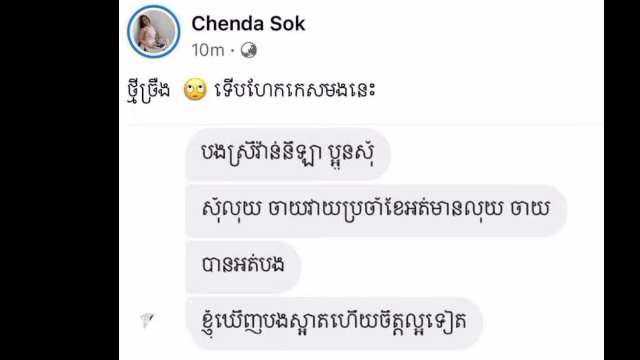 Chenda Sok
10m ·
ថ្មីច្រឹង 🙄 ទើបហែកកេសមងនេះ
បងស្រីវ៉ាន់នីឡា ប្អូនសុំ
សុំលុយ ចាយវាយប្រចាំខែអត់មានលុយ ចាយ
បានអត់បង
ខ្ញុំឃើញបងស្អាតហើយចិត្តល្អទៀត